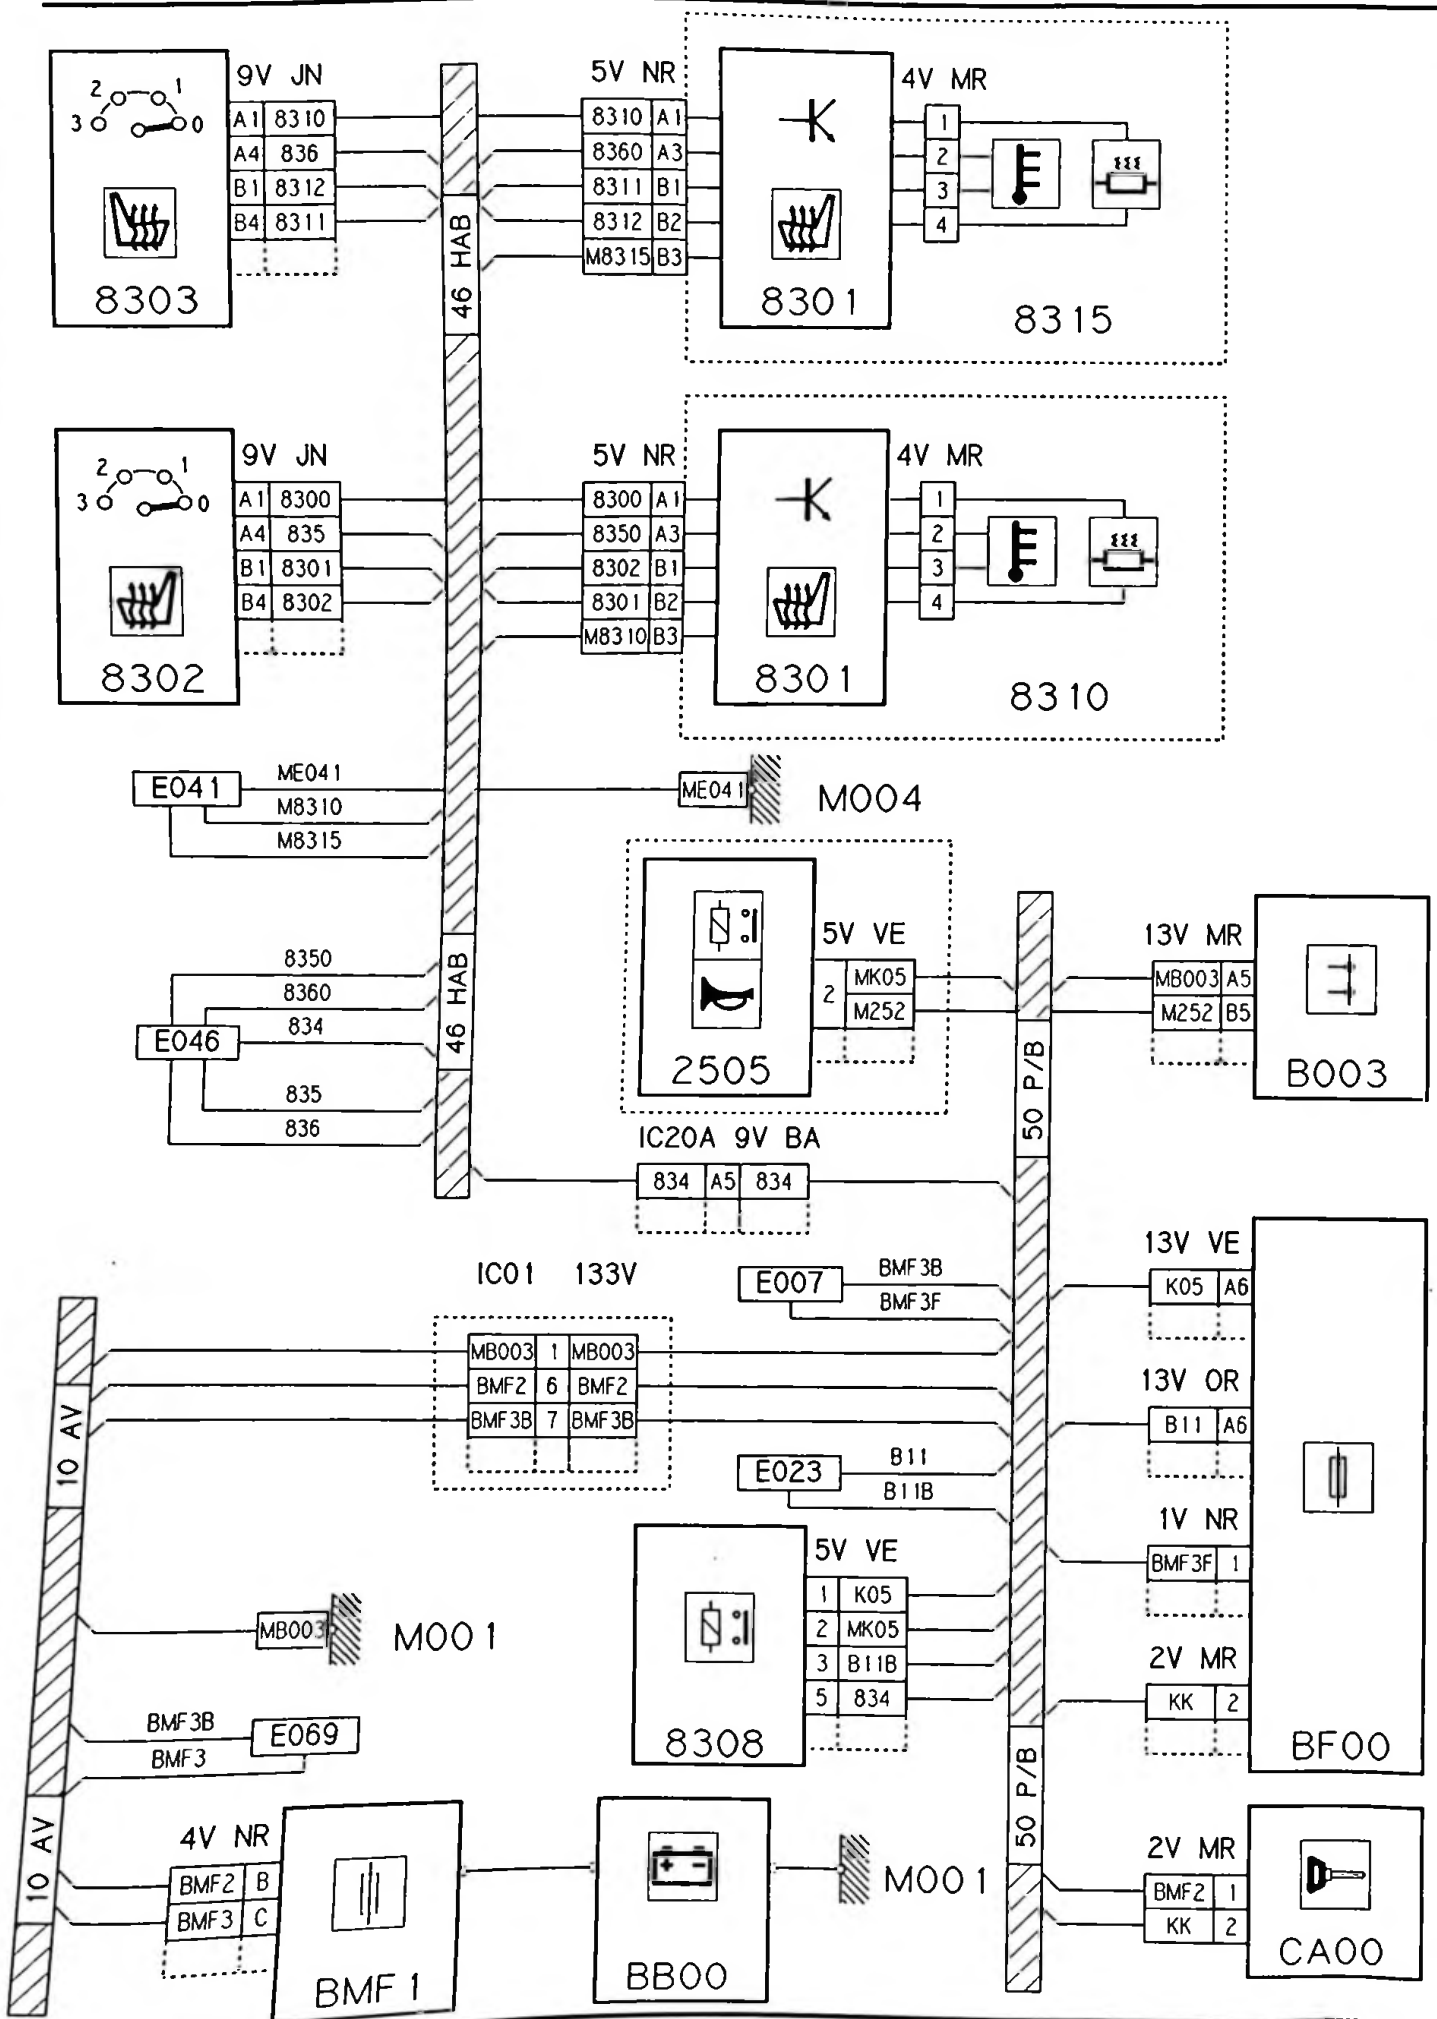 9V JN
2 1
3 0
A1 8310
A4 836
B1 8312
B4 8311
8303
46 HAB
5V NR
8310 A1
8360 A3
8311 B1
8312 B2
M8315 B3
8301
4V MR
1
2
3
4
8315
9V JN
2 1
3 0
A1 8300
A4 835
B1 8301
B4 8302
8302
5V NR
8300 A1
8350 A3
8302 B1
8301 B2
M8310 B3
8301
4V MR
1
2
3
4
8310
E041
ME041
M8310
M8315
ME041
M004
8350
8360
E046
834
835
836
46 HAB
5V VE
2 MK05
M252
2505
50 P/B
13V MR
MB003 A5
M252 B5
B003
IC20A 9V BA
834 A5 834
IC01 133V
MB003 1 MB003
BMF2 6 BMF2
BMF3B 7 BMF3B
E007
BMF3B
BMF3F
E023
B11
B11B
13V VE
K05 A6
13V OR
B11 A6
1V NR
BMF3F 1
2V MR
KK 2
BF00
10 AV
MB003
M001
5V VE
1 K05
2 MK05
3 B11B
5 834
8308
BMF3B
E069
BMF3
10 AV
4V NR
BMF2 B
BMF3 C
BMF1
+ -
BB00
M001
50 P/B
2V MR
BMF2 1
KK 2
CA00